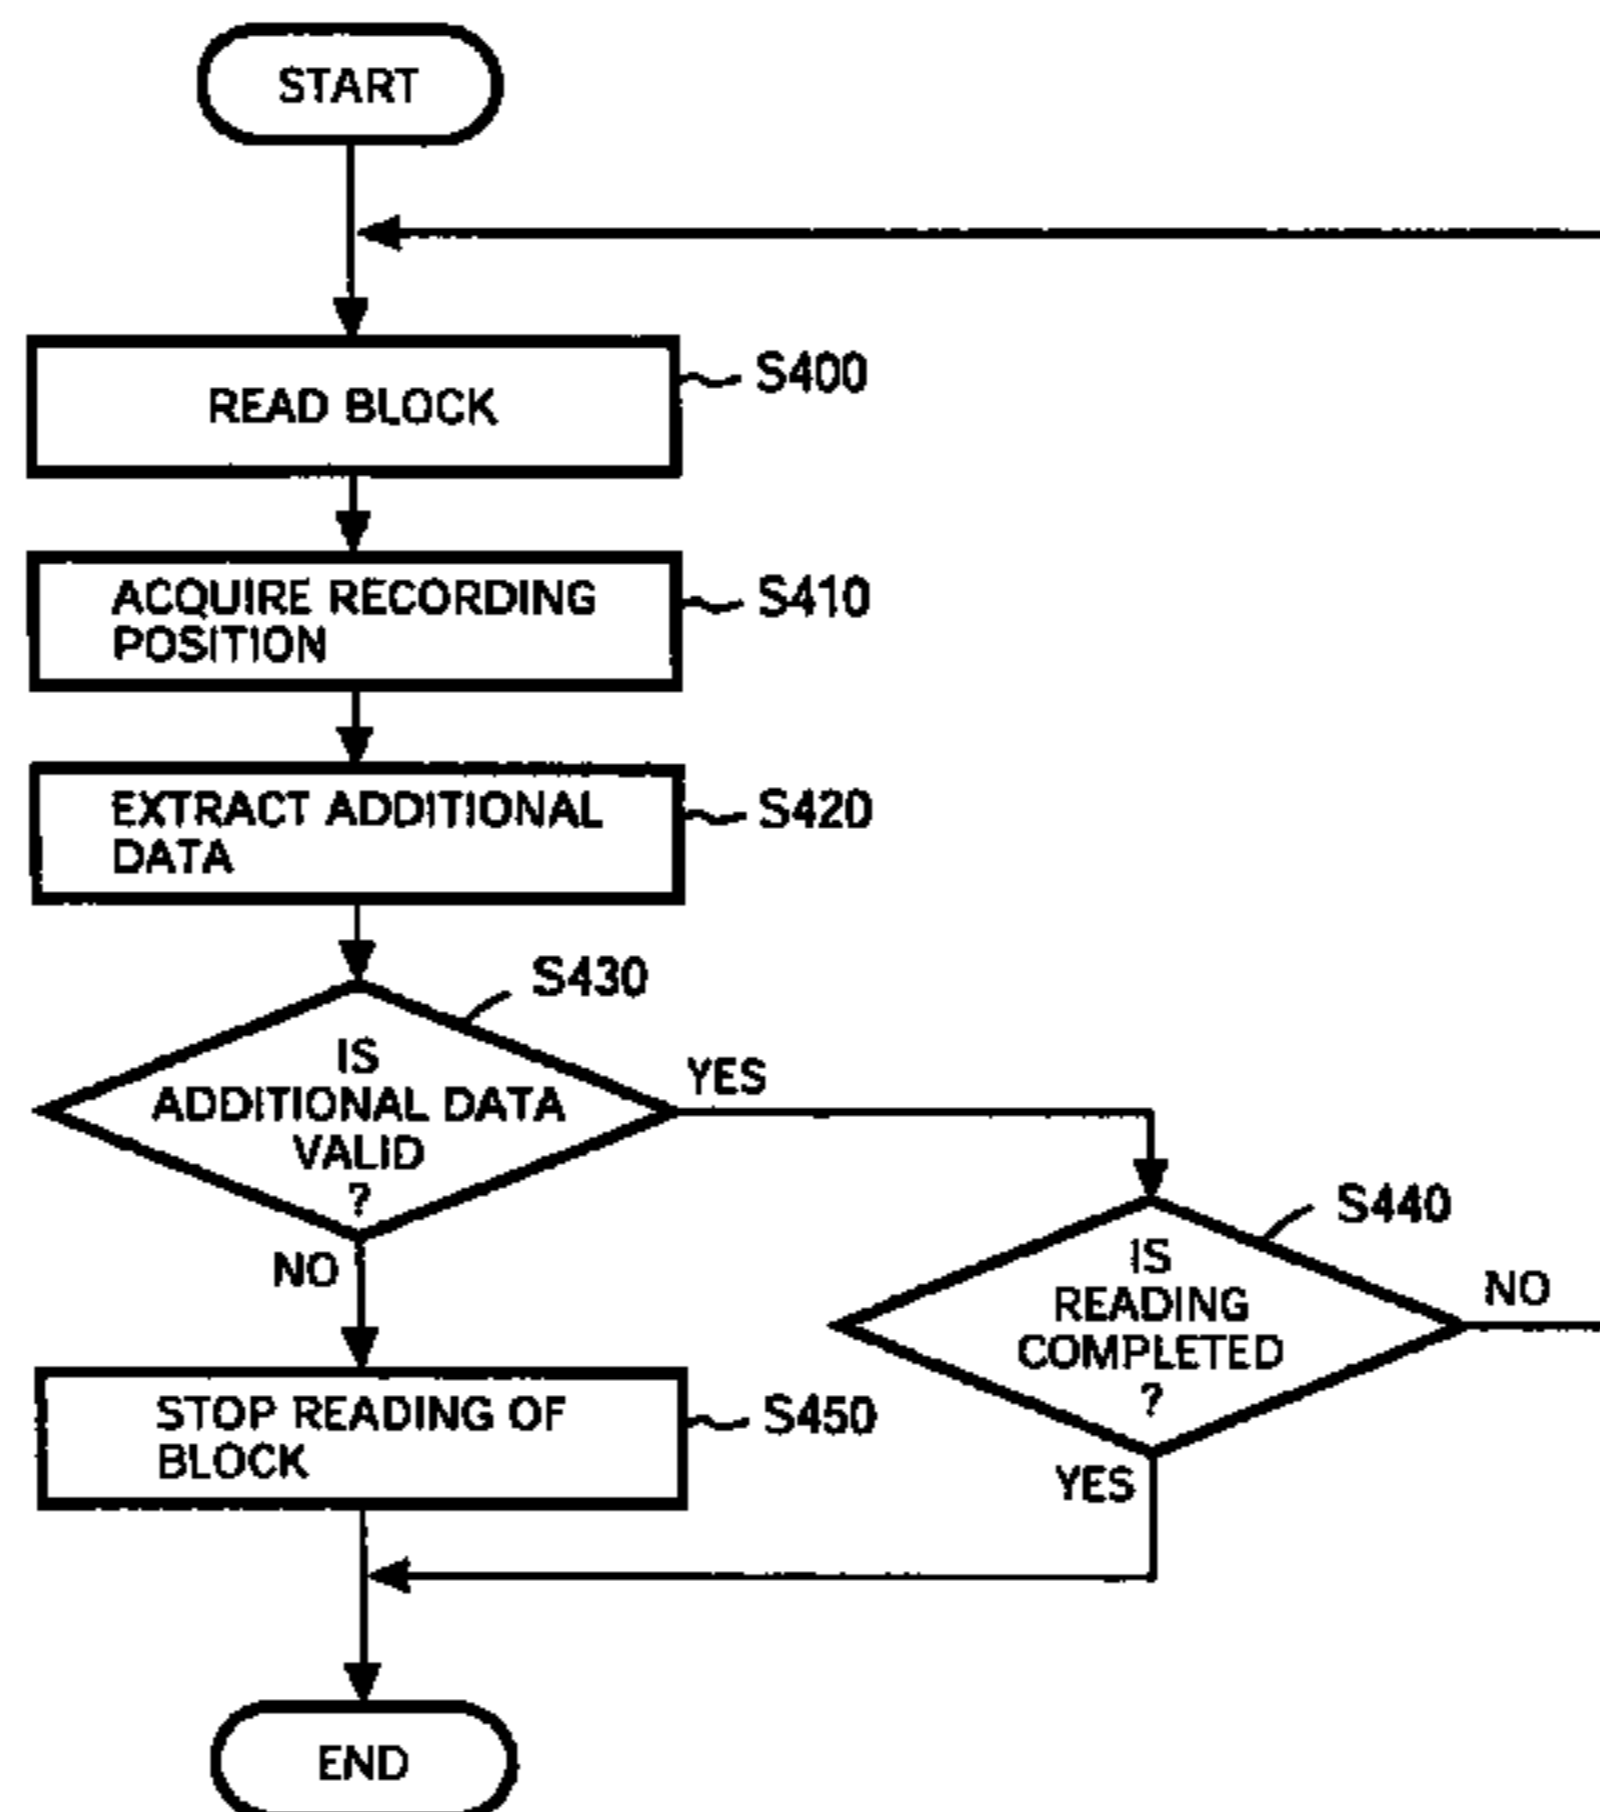 START
READ BLOCK
S400
ACQUIRE RECORDING
POSITION
S410
EXTRACT ADDITIONAL
DATA
S420
S430
IS
ADDITIONAL DATA
VALID
?
YES
NO
S440
IS
READING
COMPLETED
?
NO
YES
STOP READING OF
BLOCK
S450
END